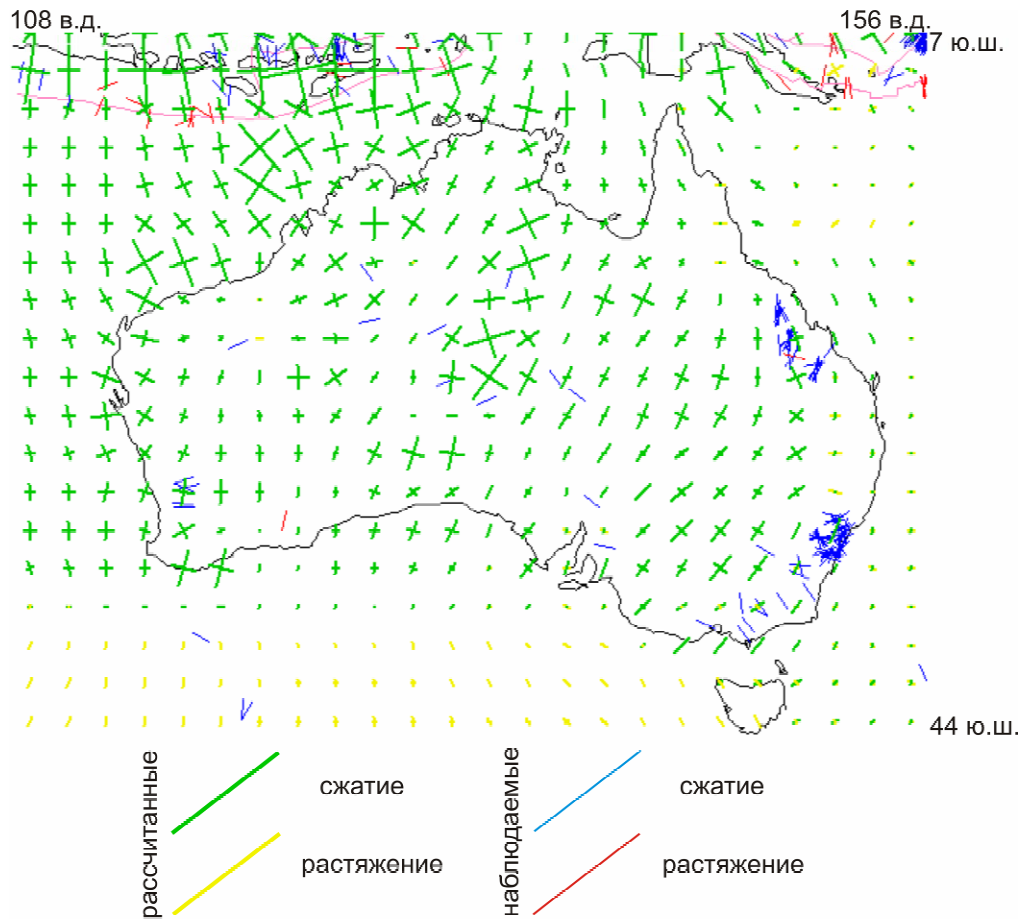 108 в.д.
156 в.д.
7 ю.ш.
44 ю.ш.
рассчитанные
сжатие
растяжение
наблюдаемые
сжатие
растяжение